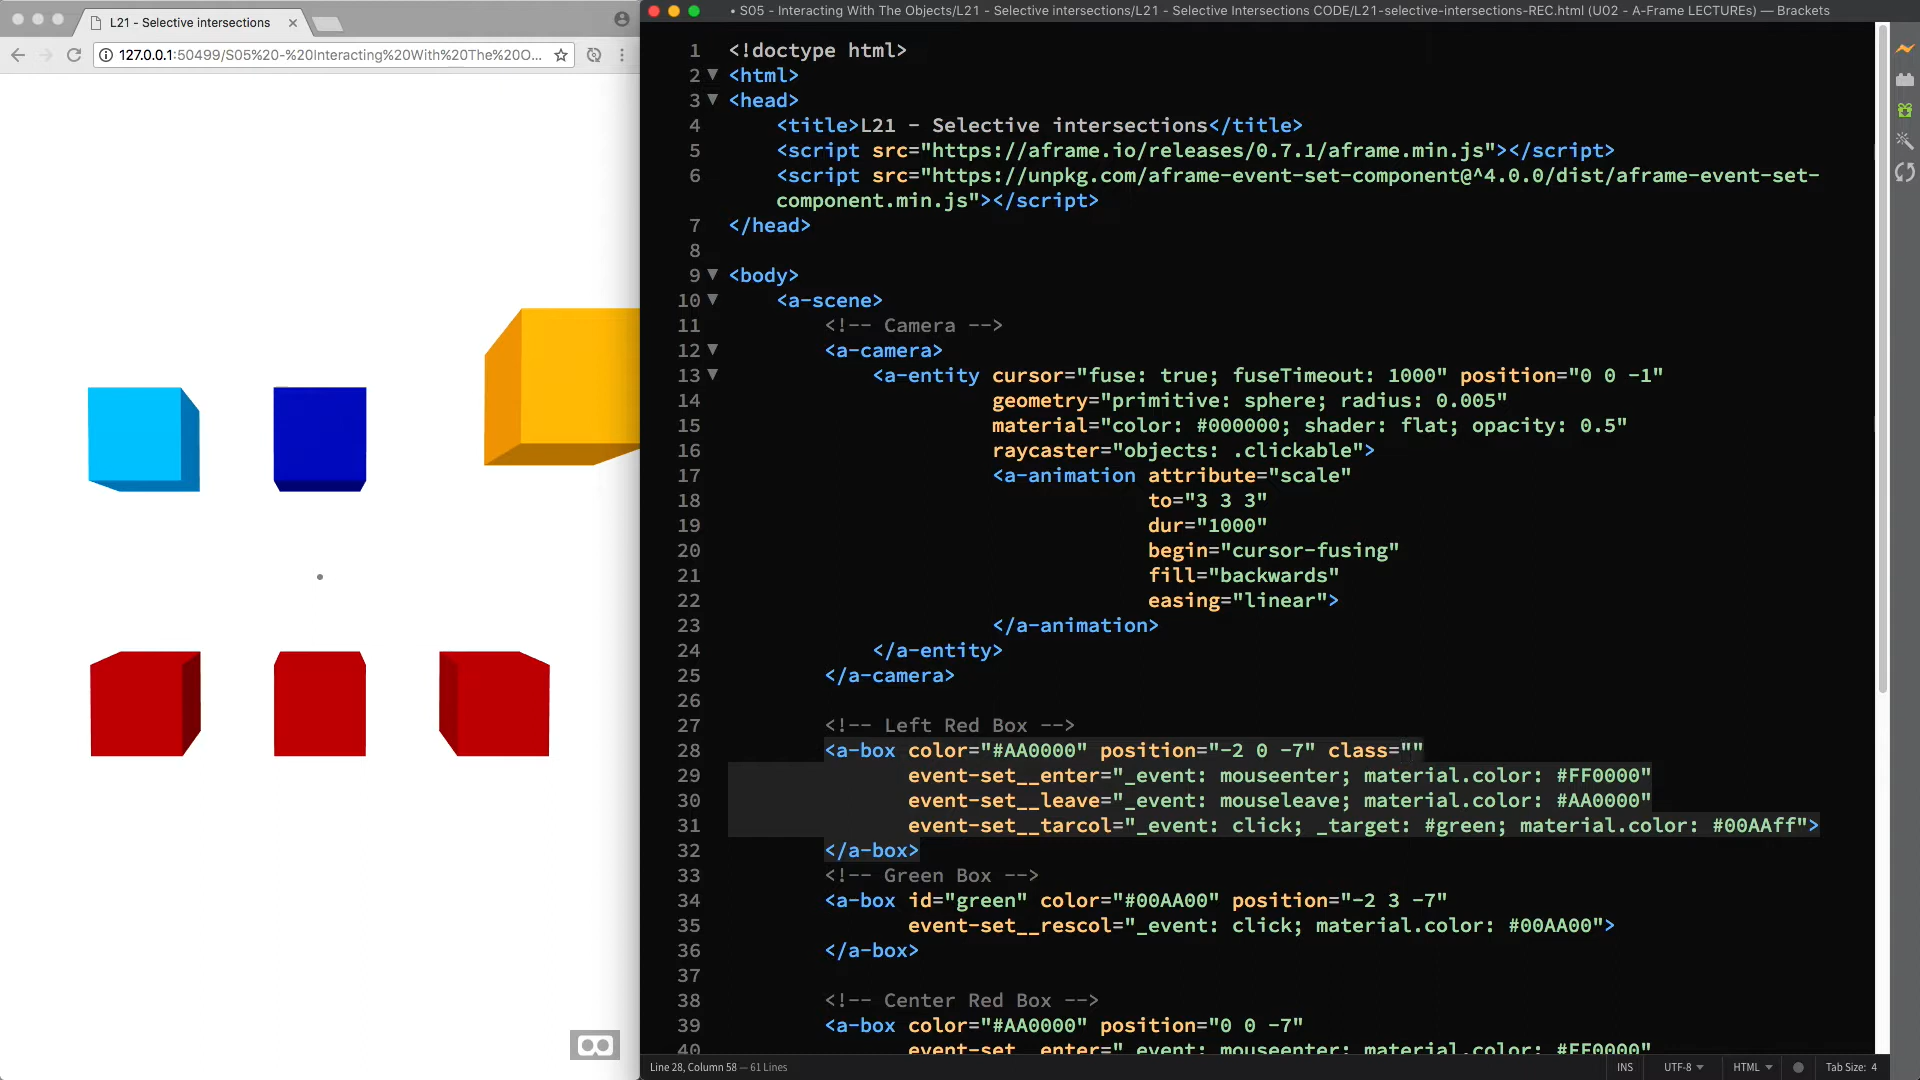 L21 - Selective intersections
127.0.0.1:50499/S05%20-%20Interacting%20With%20The%20O...
• S05 - Interacting With The Objects/L21 - Selective intersections/L21 - Selective Intersections CODE/L21-selective-intersections-REC.html (U02 - A-Frame LECTUREs) — Brackets
1 <!doctype html>
2 <html>
3 <head>
4 <title>L21 - Selective intersections</title>
5 <script src="https://aframe.io/releases/0.7.1/aframe.min.js"></script>
6 <script src="https://unpkg.com/aframe-event-set-component@^4.0.0/dist/aframe-event-set-
component.min.js"></script>
7 </head>
8
9 <body>
10 <a-scene>
11 <!-- Camera -->
12 <a-camera>
13 <a-entity cursor="fuse: true; fuseTimeout: 1000" position="0 0 -1"
14 geometry="primitive: sphere; radius: 0.005"
15 material="color: #000000; shader: flat; opacity: 0.5"
16 raycaster="objects: .clickable">
17 <a-animation attribute="scale"
18 to="3 3 3"
19 dur="1000"
20 begin="cursor-fusing"
21 fill="backwards"
22 easing="linear">
23 </a-animation>
24 </a-entity>
25 </a-camera>
26
27 <!-- Left Red Box -->
28 <a-box color="#AA0000" position="-2 0 -7" class=""
29 event-set__enter="_event: mouseenter; material.color: #FF0000"
30 event-set__leave="_event: mouseleave; material.color: #AA0000"
31 event-set__tarcol="_event: click; _target: #green; material.color: #00AAff">
32 </a-box>
33 <!-- Green Box -->
34 <a-box id="green" color="#00AA00" position="-2 3 -7"
35 event-set__rescol="_event: click; material.color: #00AA00">
36 </a-box>
37
38 <!-- Center Red Box -->
39 <a-box color="#AA0000" position="0 0 -7"
40 event-set__enter="_event: mouseenter; material.color: #FF0000"
Line 28, Column 58 — 61 Lines
INS UTF-8 HTML Tab Size: 4